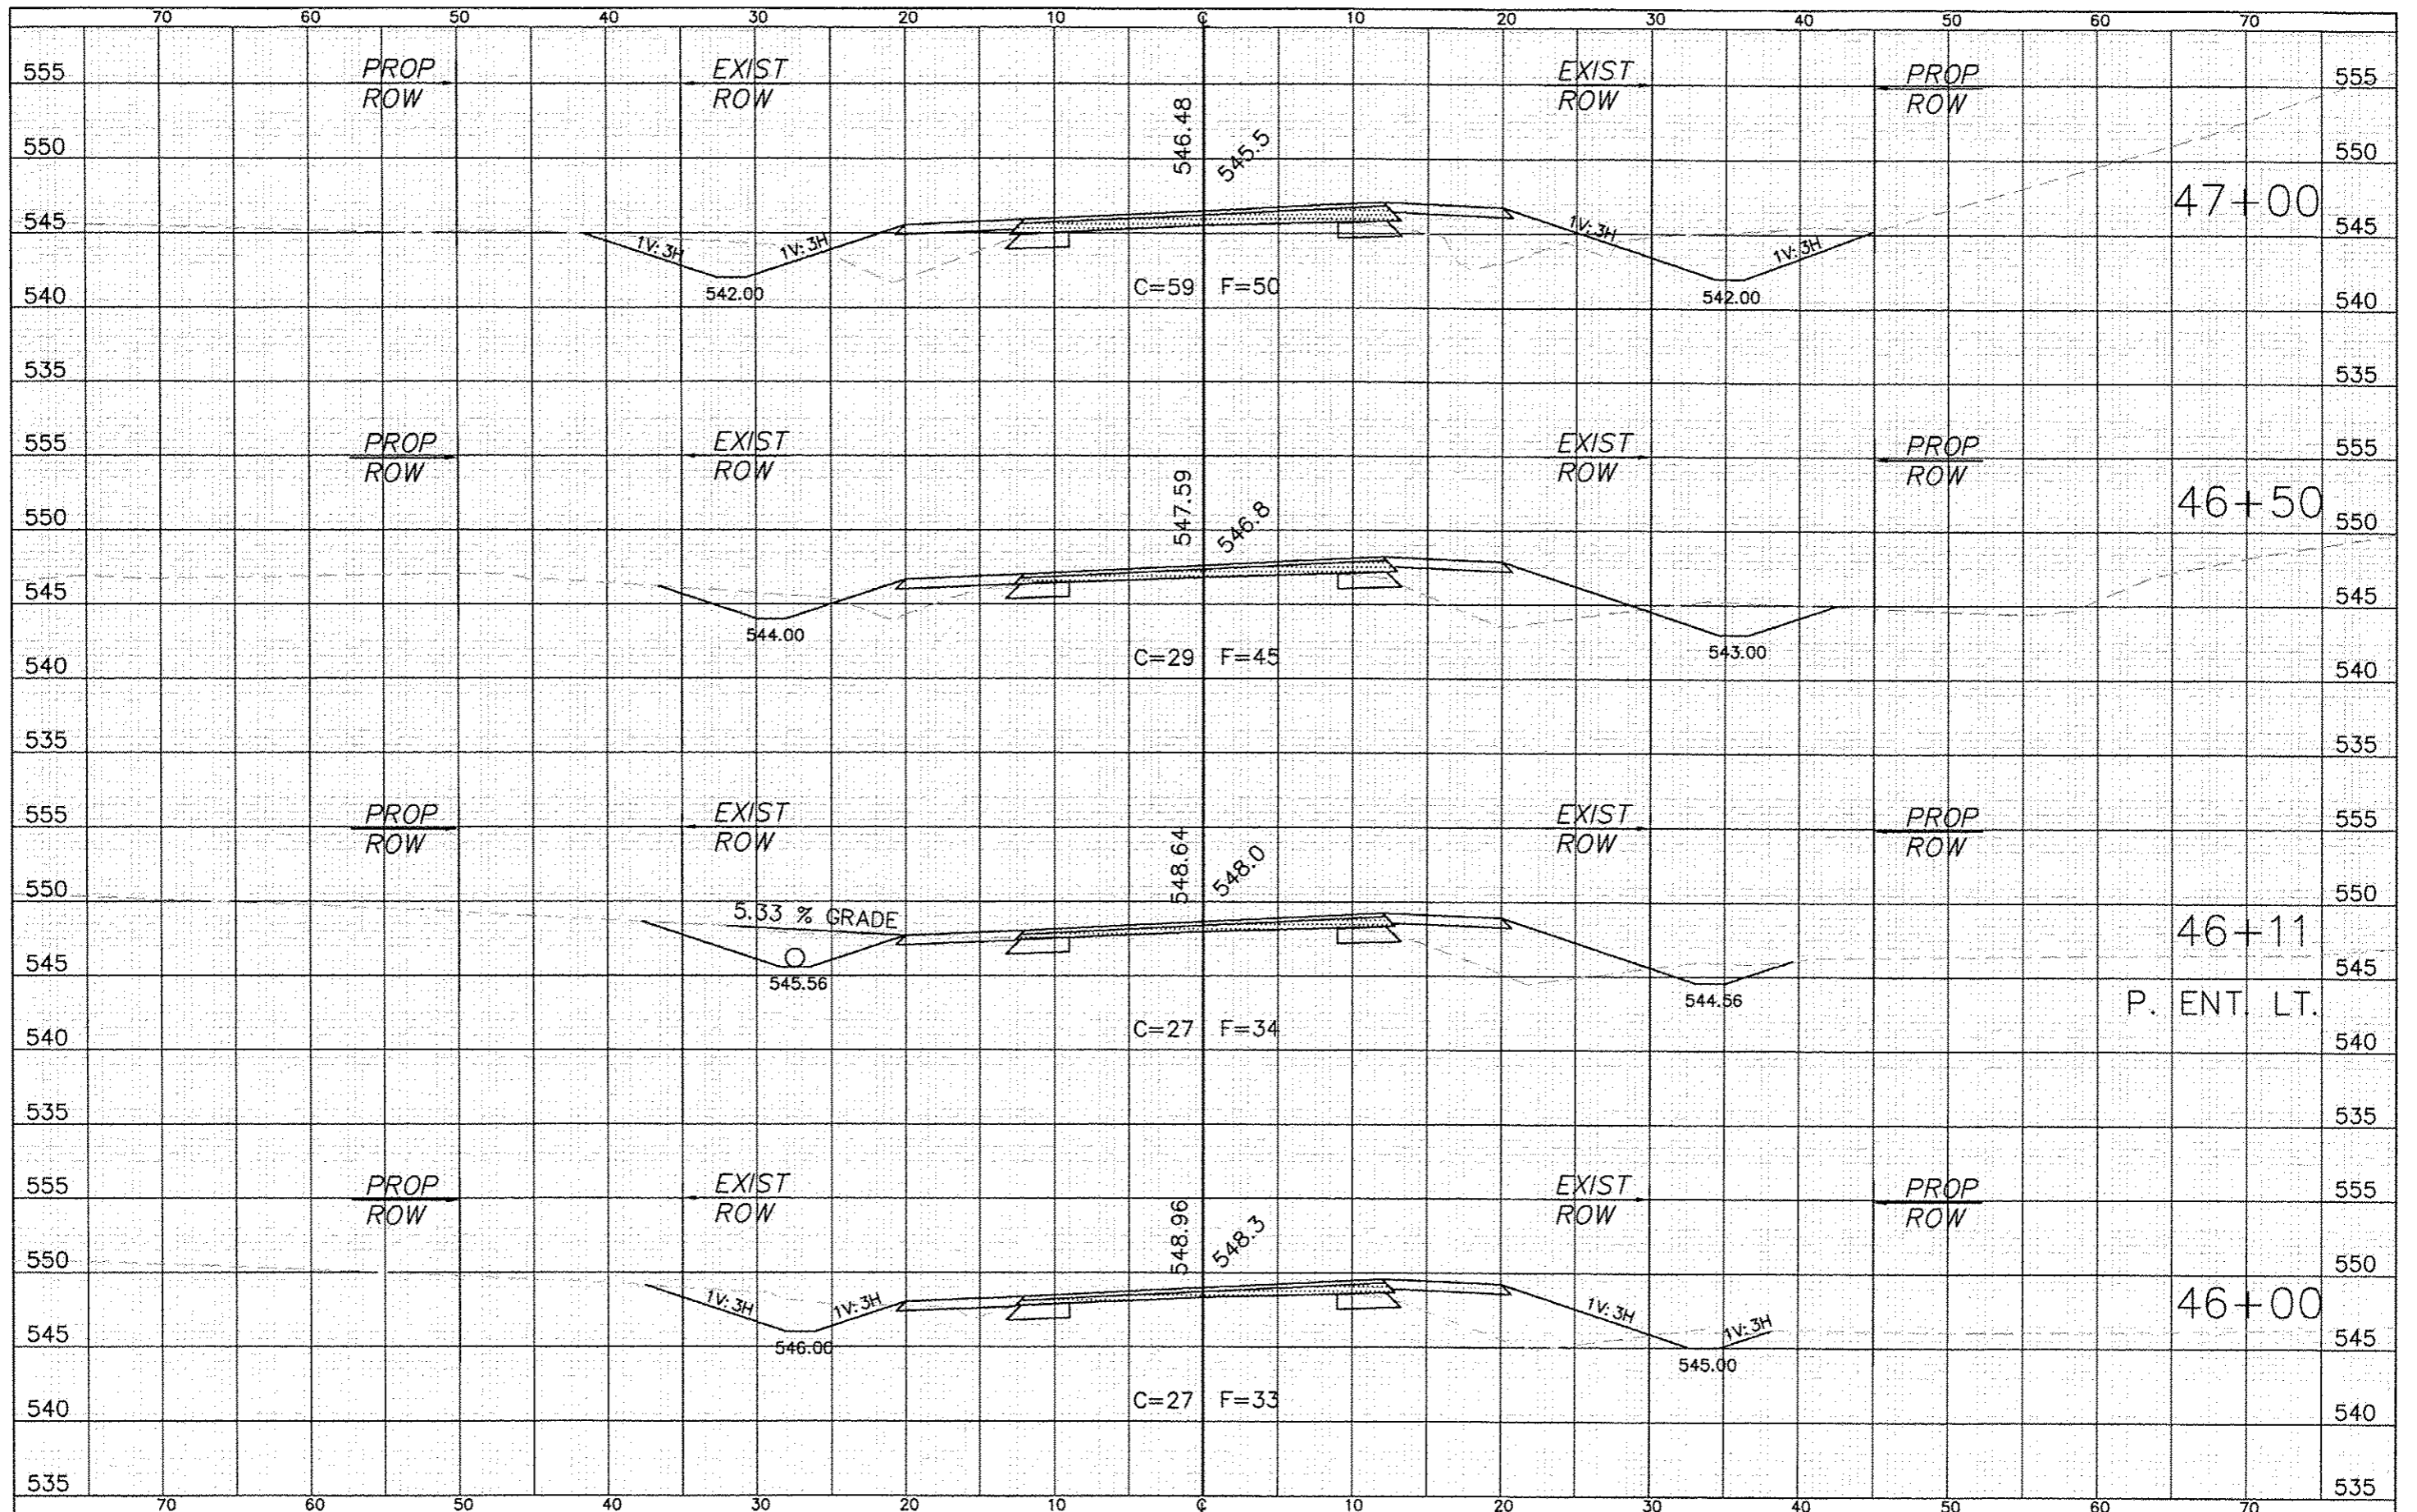 70 60 50 40 30 20 10 ℄ 10 20 30 40 50 60 70
555 PROP ROW EXIST ROW EXIST ROW PROP ROW 555
546.48 545.5
550 550
47+00
545 1V:3H 1V:3H 1V:3H 1V:3H 545
542.00 C=59 F=50 542.00
540 540
535 535
555 PROP ROW EXIST ROW EXIST ROW PROP ROW 555
547.59 546.8
46+50
550 550
545 545
544.00 C=29 F=45 543.00
540 540
535 535
555 PROP ROW EXIST ROW EXIST ROW PROP ROW 555
548.64 548.0
550 550
5.33 % GRADE
46+11
545 545
545.56 544.56
P. ENT. LT.
C=27 F=34
540 540
535 535
555 PROP ROW EXIST ROW EXIST ROW PROP ROW 555
548.96 548.3
550 550
1V:3H 1V:3H 1V:3H 1V:3H
46+00
545 545
546.00 545.00
C=27 F=33
540 540
535 535
70 60 50 40 30 20 10 ℄ 10 20 30 40 50 60 70